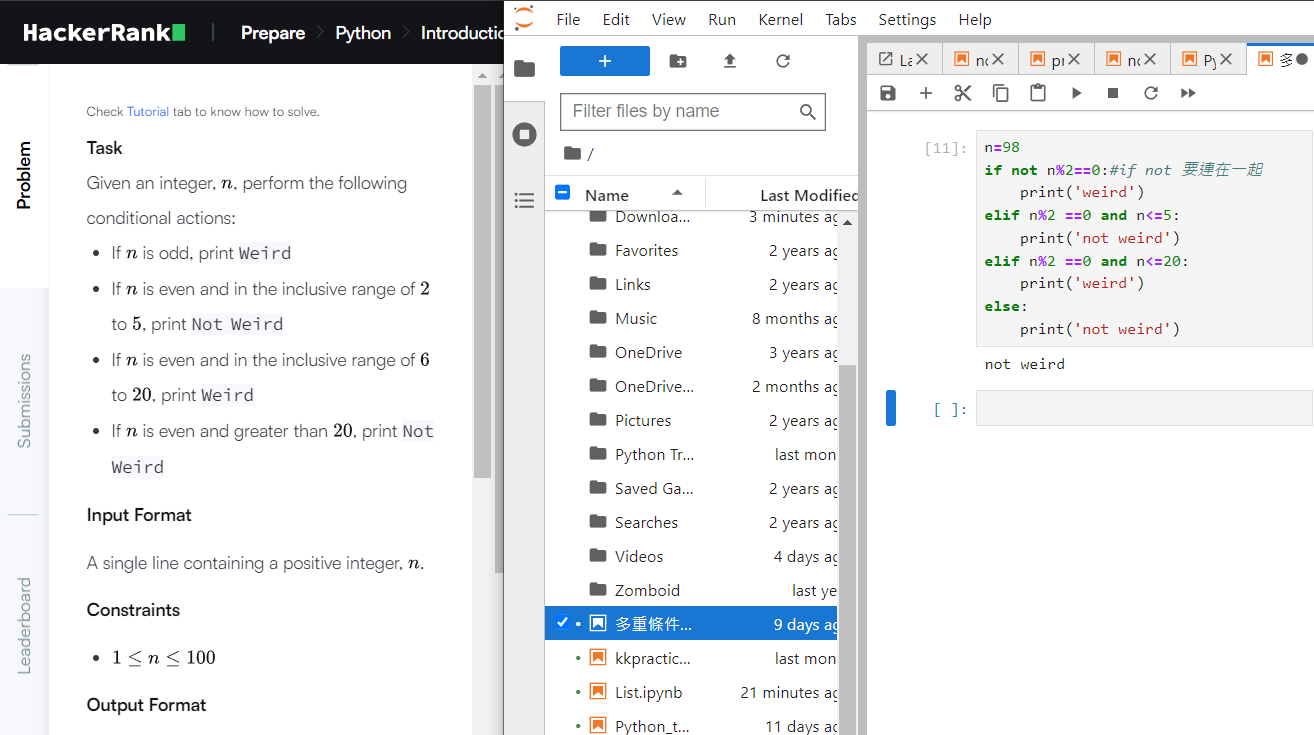 HackerRank
Prepare
Python
Introductio
Problem
Submissions
Leaderboard
Check Tutorial tab to know how to solve.
Task
Given an integer, n, perform the following
conditional actions:
• If n is odd, print Weird
• If n is even and in the inclusive range of 2
to 5, print Not Weird
• If n is even and in the inclusive range of 6
to 20, print Weird
• If n is even and greater than 20, print Not
Weird
Input Format
A single line containing a positive integer, n.
Constraints
• 1 ≤ n ≤ 100
Output Format
File Edit View Run Kernel Tabs Settings Help
Filter files by name
/
Name Last Modified
Downloa... 3 minutes ag
Favorites 2 years ag
Links 2 years ag
Music 8 months ag
OneDrive 3 years ag
OneDrive... 2 months ag
Pictures 2 years ag
Python Tr... last mon
Saved Ga... 2 years ag
Searches 2 years ag
Videos 4 days ag
Zomboid last ye
多重條件... 9 days ag
kkpractic... last mon
List.ipynb 21 minutes ag
Python_t... 11 days ag
La nc pr nc Py 多
[11]:
n=98
if not n%2==0:#if not 要連在一起
    print('weird')
elif n%2 ==0 and n<=5:
    print('not weird')
elif n%2 ==0 and n<=20:
    print('weird')
else:
    print('not weird')
not weird
[ ]: